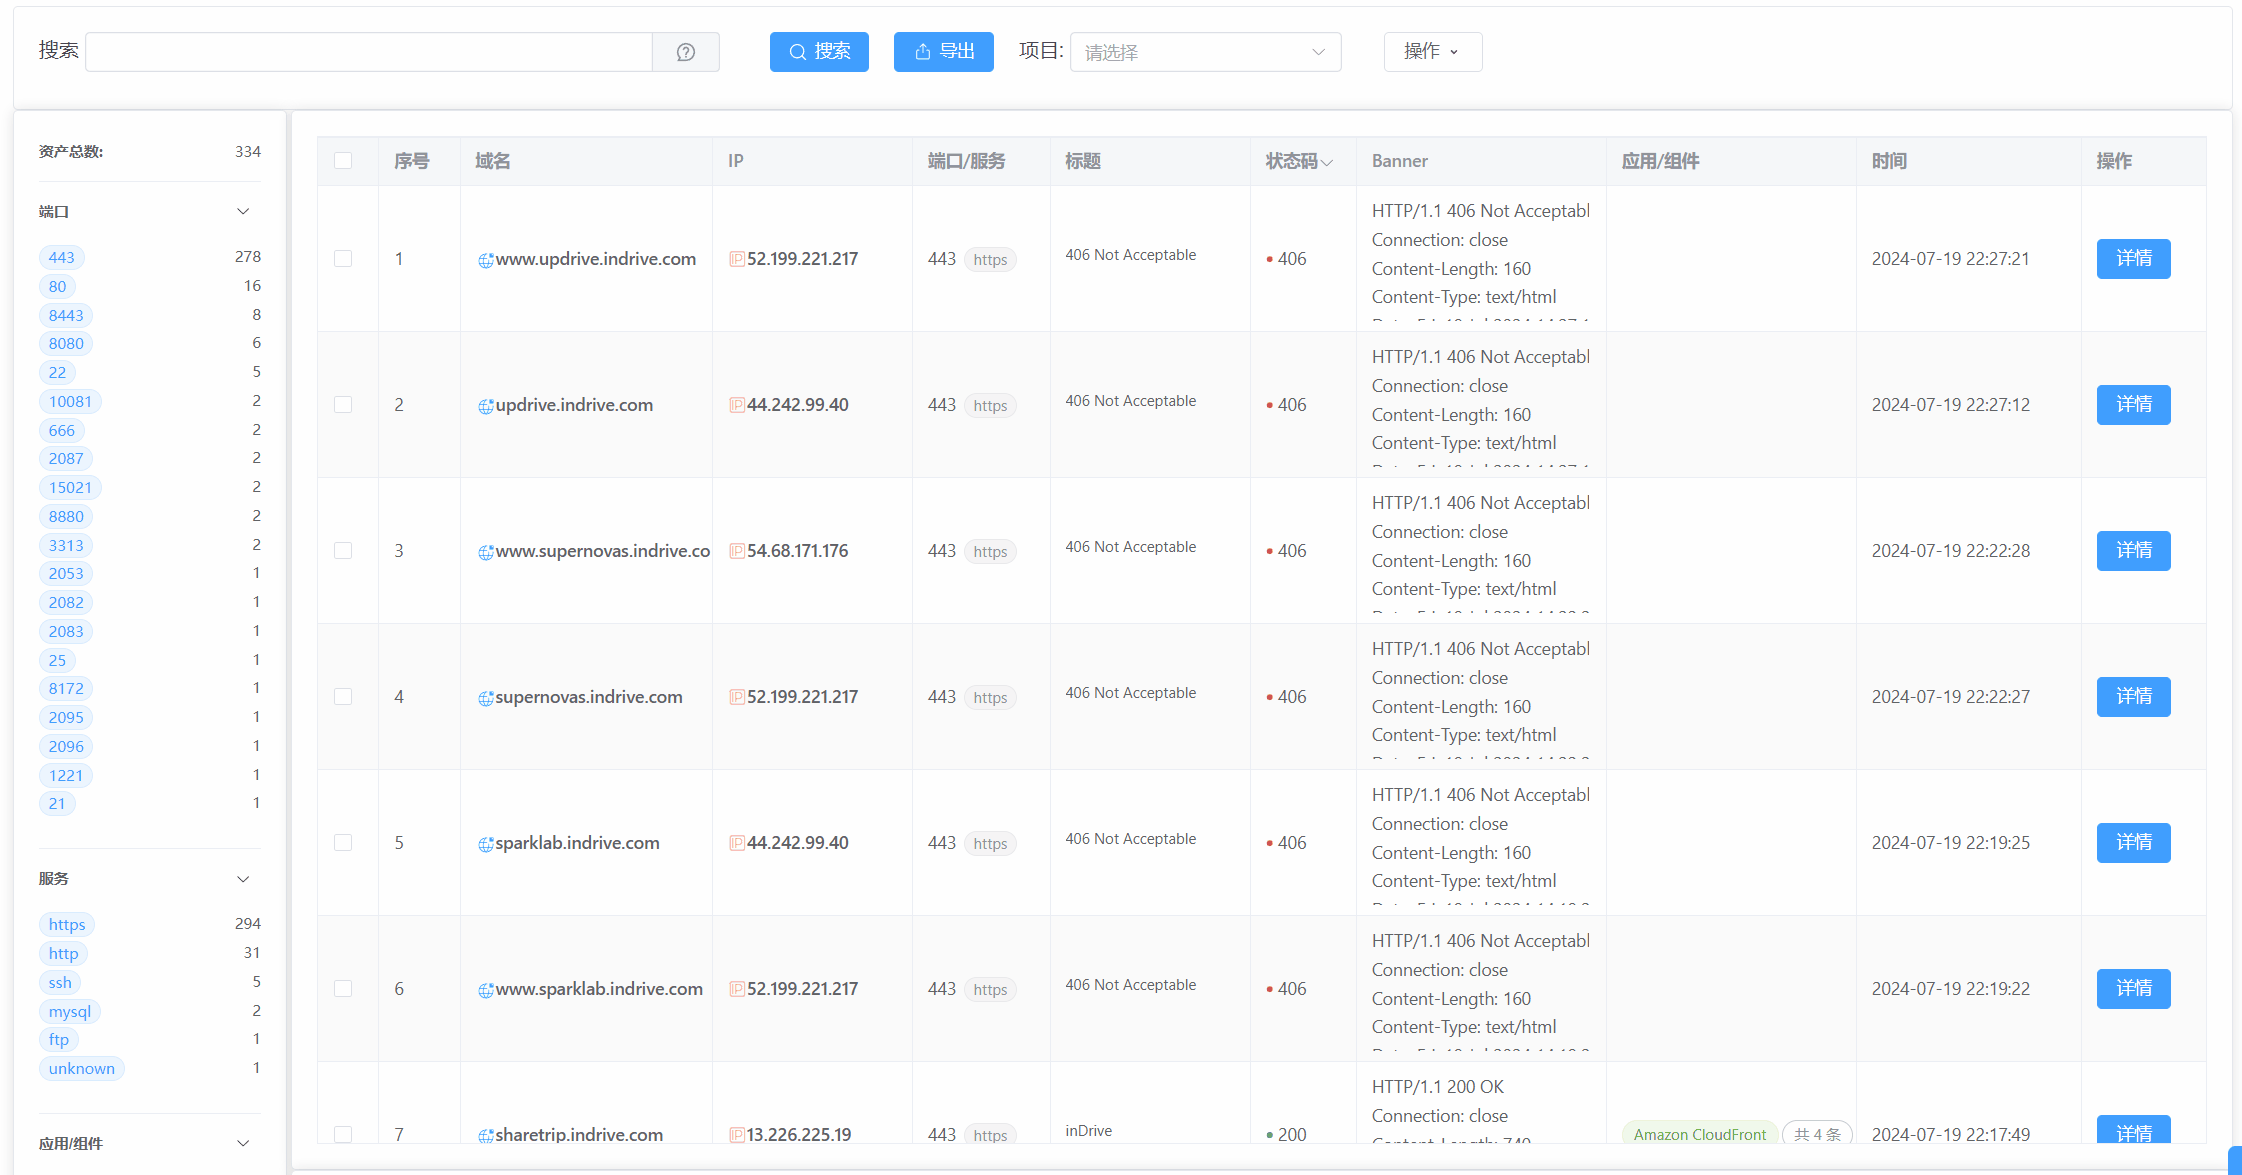 搜索
搜索
导出
项目:
请选择
操作
资产总数: 334
端口
443 278
80 16
8443 8
8080 6
22 5
10081 2
666 2
2087 2
15021 2
8880 2
3313 2
2053 1
2082 1
2083 1
25 1
8172 1
2095 1
2096 1
1221 1
21 1
服务
https 294
http 31
ssh 5
mysql 2
ftp 1
unknown 1
应用/组件
序号 域名 IP 端口/服务 标题 状态码 Banner 应用/组件 时间 操作
1 www.updrive.indrive.com IP 52.199.221.217 443 https 406 Not Acceptable 406 2024-07-19 22:27:21 详情
HTTP/1.1 406 Not Acceptabl
Connection: close
Content-Length: 160
Content-Type: text/html
2 updrive.indrive.com IP 44.242.99.40 443 https 406 Not Acceptable 406 2024-07-19 22:27:12 详情
HTTP/1.1 406 Not Acceptabl
Connection: close
Content-Length: 160
Content-Type: text/html
3 www.supernovas.indrive.co IP 54.68.171.176 443 https 406 Not Acceptable 406 2024-07-19 22:22:28 详情
HTTP/1.1 406 Not Acceptabl
Connection: close
Content-Length: 160
Content-Type: text/html
4 supernovas.indrive.com IP 52.199.221.217 443 https 406 Not Acceptable 406 2024-07-19 22:22:27 详情
HTTP/1.1 406 Not Acceptabl
Connection: close
Content-Length: 160
Content-Type: text/html
5 sparklab.indrive.com IP 44.242.99.40 443 https 406 Not Acceptable 406 2024-07-19 22:19:25 详情
HTTP/1.1 406 Not Acceptabl
Connection: close
Content-Length: 160
Content-Type: text/html
6 www.sparklab.indrive.com IP 52.199.221.217 443 https 406 Not Acceptable 406 2024-07-19 22:19:22 详情
HTTP/1.1 406 Not Acceptabl
Connection: close
Content-Length: 160
Content-Type: text/html
7 sharetrip.indrive.com IP 13.226.225.19 443 https inDrive 200 Amazon CloudFront 共 4 条 2024-07-19 22:17:49 详情
HTTP/1.1 200 OK
Connection: close